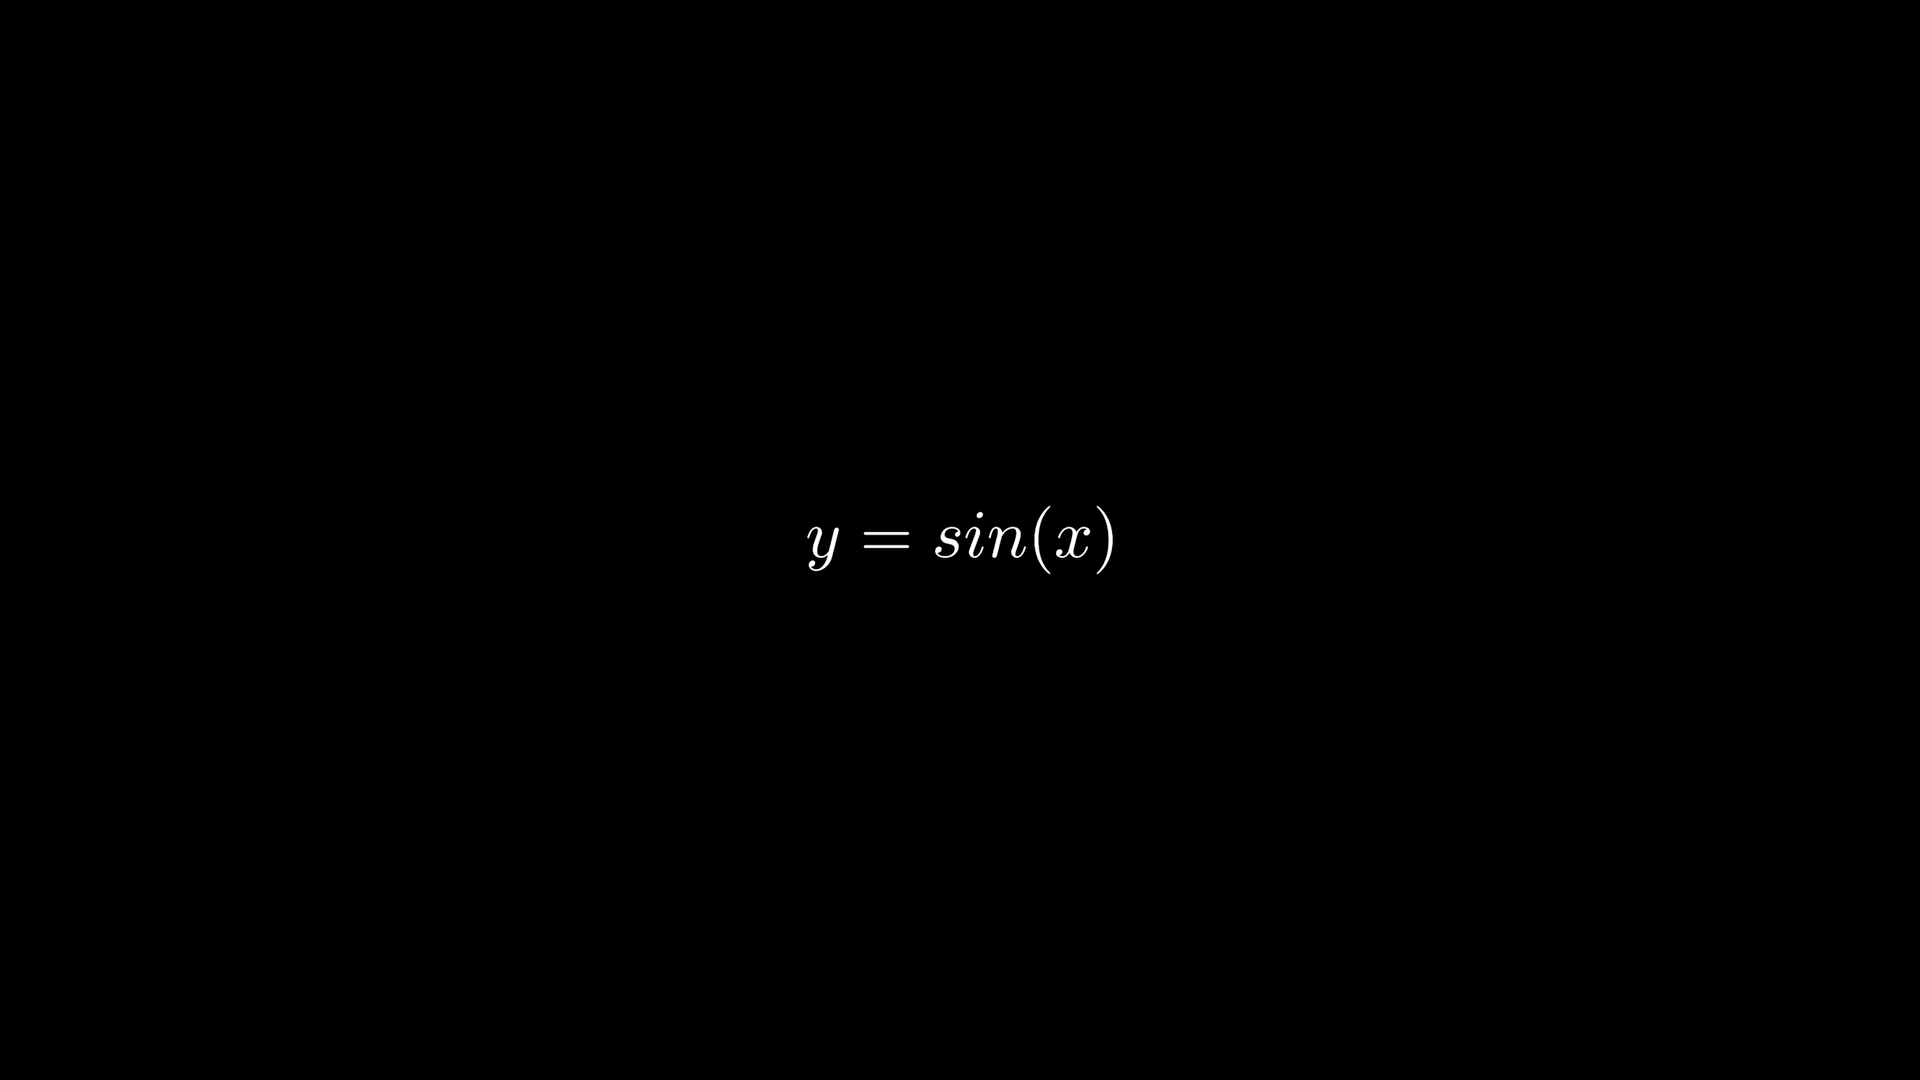 y = sin(x)